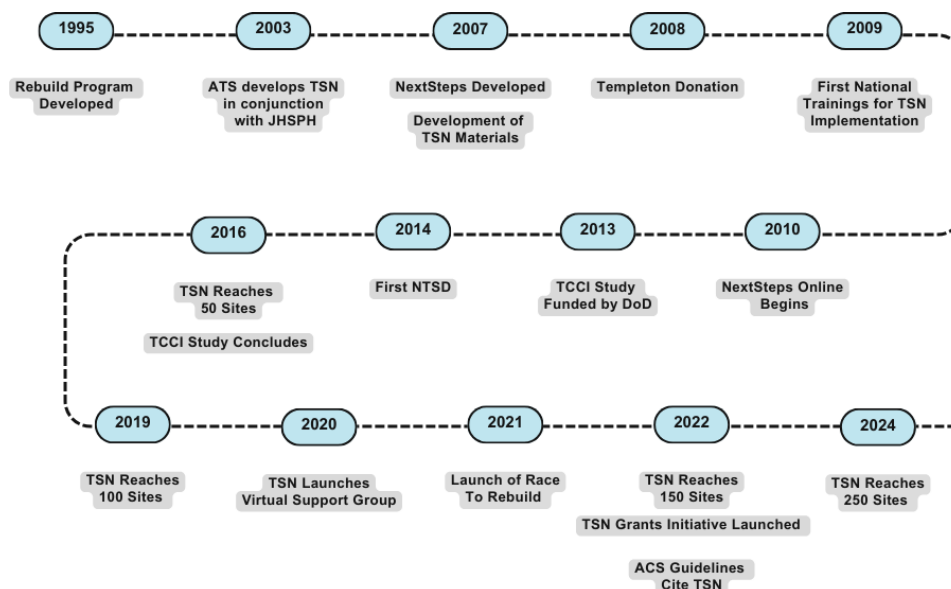 1995
Rebuild Program
Developed
2003
ATS develops TSN
in conjunction
with JHSPH
2007
NextSteps Developed
Development of
TSN Materials
2008
Templeton Donation
2009
First National
Trainings for TSN
Implementation
2016
TSN Reaches
50 Sites
TCCI Study Concludes
2014
First NTSD
2013
TCCI Study
Funded by DoD
2010
NextSteps Online
Begins
2019
TSN Reaches
100 Sites
2020
TSN Launches
Virtual Support Group
2021
Launch of Race
To Rebuild
2022
TSN Reaches
150 Sites
TSN Grants Initiative Launched
ACS Guidelines
Cite TSN
2024
TSN Reaches
250 Sites